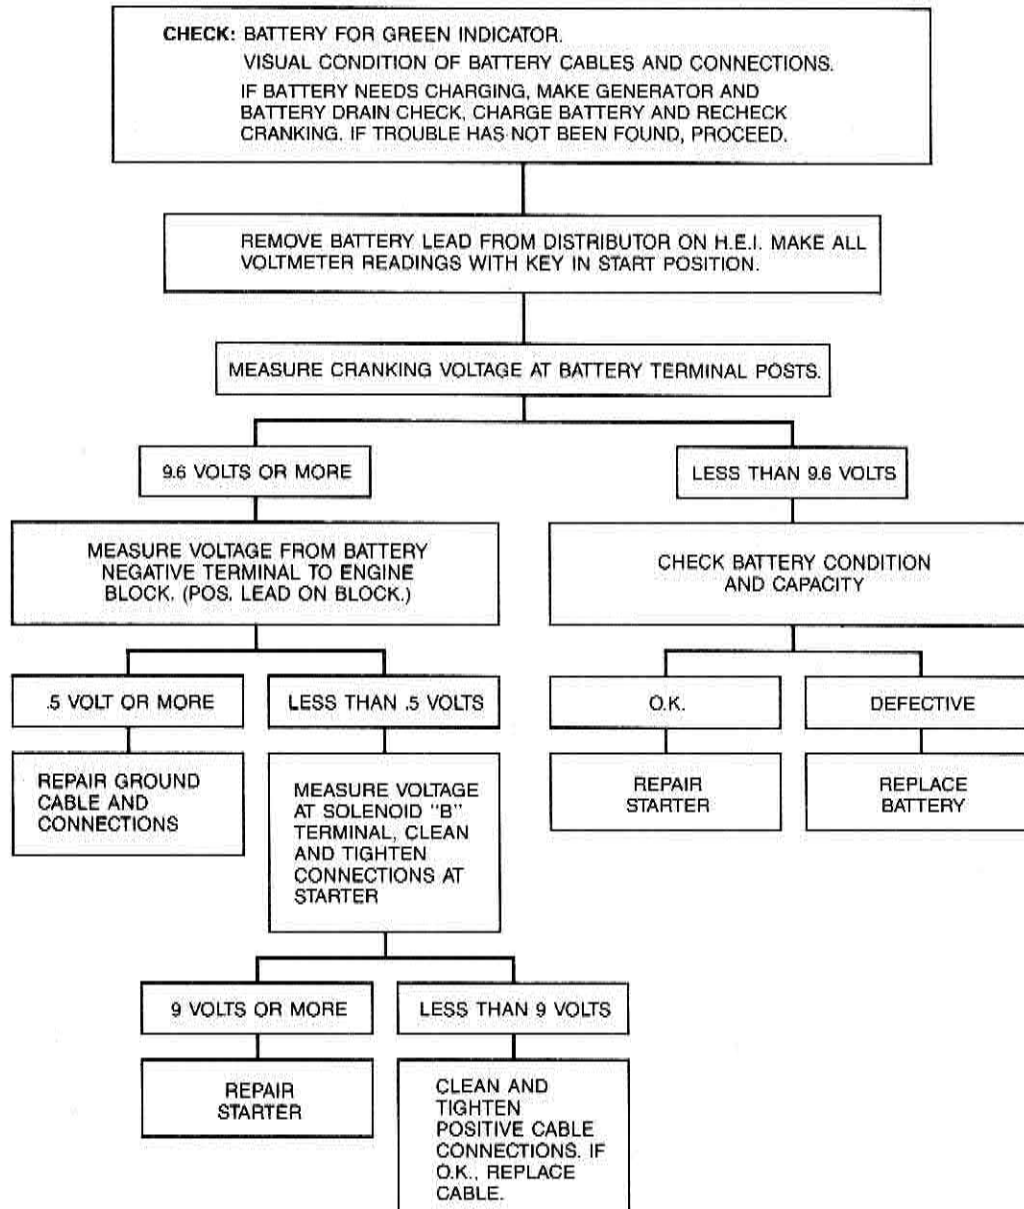 CHECK: BATTERY FOR GREEN INDICATOR.
VISUAL CONDITION OF BATTERY CABLES AND CONNECTIONS.
IF BATTERY NEEDS CHARGING, MAKE GENERATOR AND
BATTERY DRAIN CHECK, CHARGE BATTERY AND RECHECK
CRANKING. IF TROUBLE HAS NOT BEEN FOUND, PROCEED.
REMOVE BATTERY LEAD FROM DISTRIBUTOR ON H.E.I. MAKE ALL
VOLTMETER READINGS WITH KEY IN START POSITION.
MEASURE CRANKING VOLTAGE AT BATTERY TERMINAL POSTS.
9.6 VOLTS OR MORE
LESS THAN 9.6 VOLTS
MEASURE VOLTAGE FROM BATTERY
NEGATIVE TERMINAL TO ENGINE
BLOCK. (POS. LEAD ON BLOCK.)
CHECK BATTERY CONDITION
AND CAPACITY
.5 VOLT OR MORE
LESS THAN .5 VOLTS
O.K.
DEFECTIVE
REPAIR GROUND
CABLE AND
CONNECTIONS
MEASURE VOLTAGE
AT SOLENOID "B"
TERMINAL, CLEAN
AND TIGHTEN
CONNECTIONS AT
STARTER
REPAIR
STARTER
REPLACE
BATTERY
9 VOLTS OR MORE
LESS THAN 9 VOLTS
REPAIR
STARTER
CLEAN AND
TIGHTEN
POSITIVE CABLE
CONNECTIONS. IF
O.K., REPLACE
CABLE.